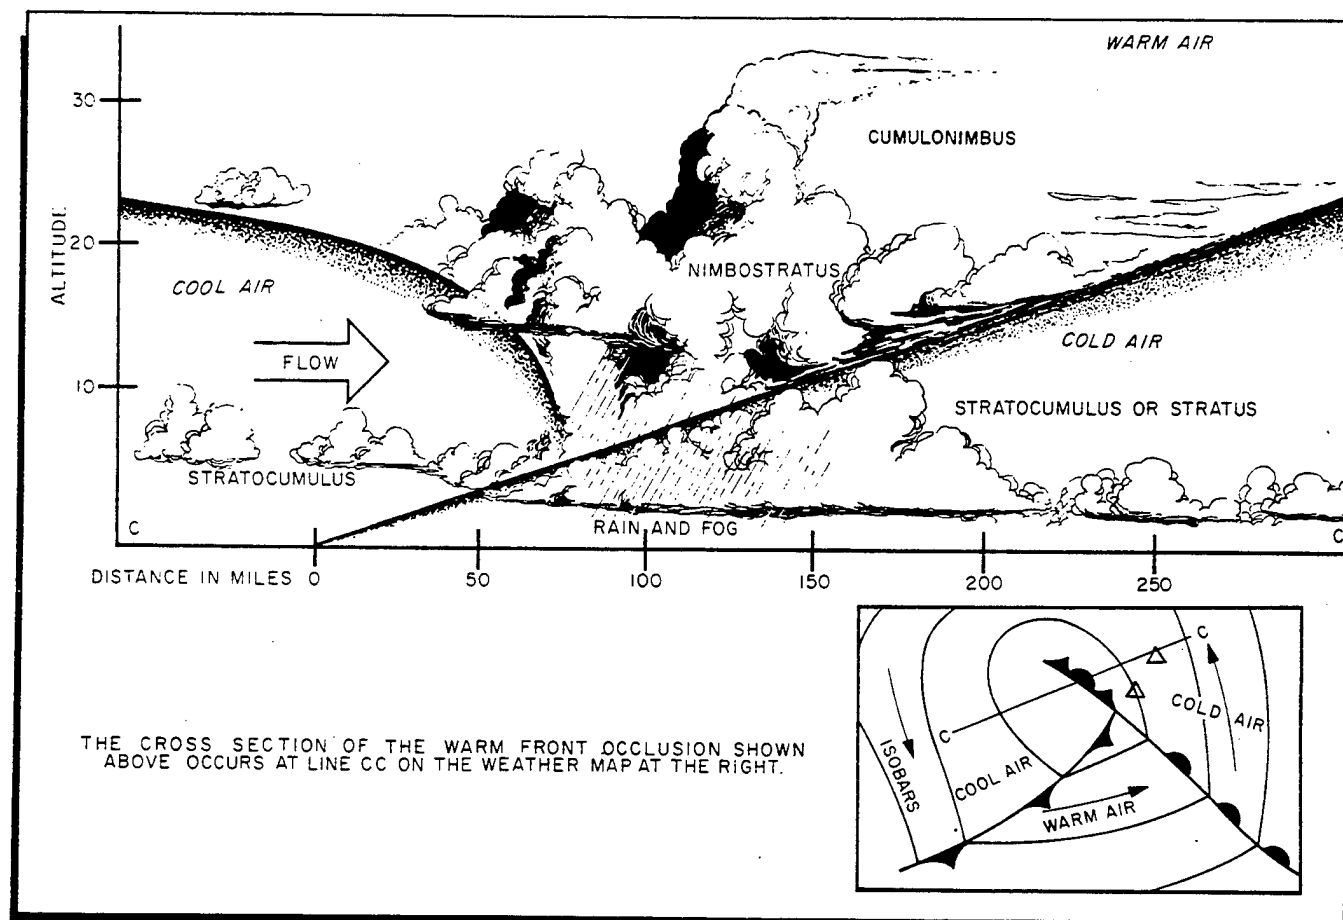 WARM AIR
30
CUMULONIMBUS
ALTITUDE
20
NIMBOSTRATUS
COOL AIR
COLD AIR
FLOW
10
STRATOCUMULUS OR STRATUS
STRATOCUMULUS
C
RAIN AND FOG
C
DISTANCE IN MILES 0 50 100 150 200 250
C
C
COLD AIR
ISOBARS
COOL AIR
WARM AIR
THE CROSS SECTION OF THE WARM FRONT OCCLUSION SHOWN
ABOVE OCCURS AT LINE CC ON THE WEATHER MAP AT THE RIGHT.